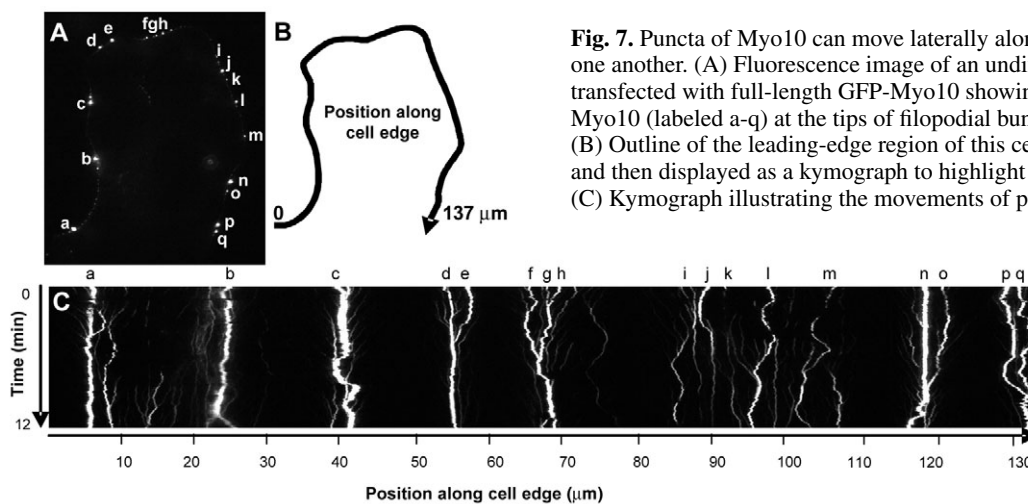 A
d e fgh
i
j
k
c
l
m
b
n
o
a
p
q
B
Position along
cell edge
0
137 μm
Fig. 7. Puncta of Myo10 can move laterally alon
one another. (A) Fluorescence image of an undi
transfected with full-length GFP-Myo10 showin
Myo10 (labeled a-q) at the tips of filopodial bun
(B) Outline of the leading-edge region of this ce
and then displayed as a kymograph to highlight
(C) Kymograph illustrating the movements of p
a b c d e f g h i j k l m n o p q
C
0
Time (min)
12
10 20 30 40 50 60 70 80 90 100 110 120 130
Position along cell edge (μm)